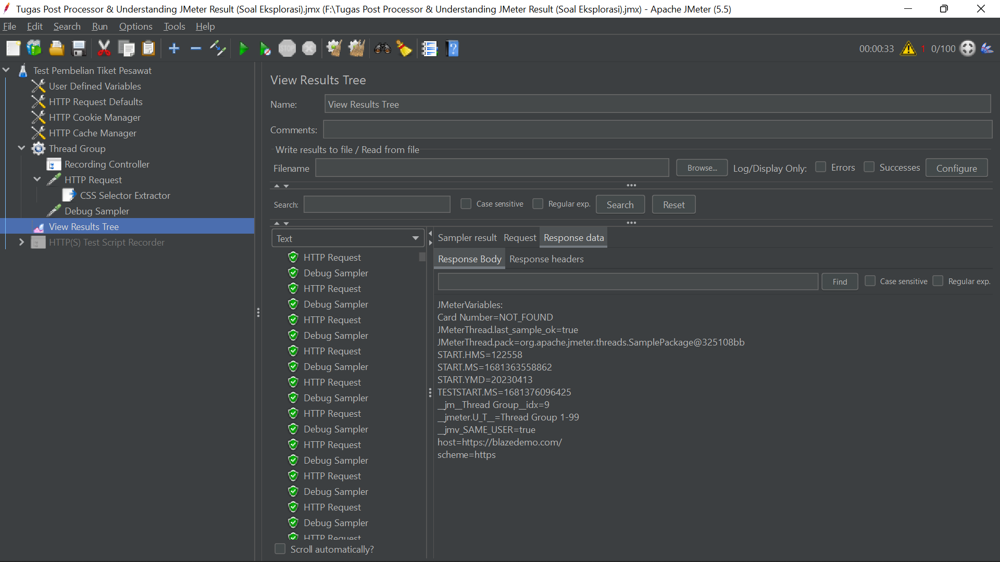 Tugas Post Processor & Understanding JMeter Result (Soal Eksplorasi).jmx (F:\Tugas Post Processor & Understanding JMeter Result (Soal Eksplorasi).jmx) - Apache JMeter (5.5)
File Edit Search Run Options Tools Help
STOP
00:00:33 1 0/100
Test Pembelian Tiket Pesawat
User Defined Variables
HTTP Request Defaults
HTTP Cookie Manager
HTTP Cache Manager
Thread Group
Recording Controller
HTTP Request
CSS Selector Extractor
Debug Sampler
View Results Tree
HTTP(S) Test Script Recorder
View Results Tree
Name: View Results Tree
Comments:
Write results to file / Read from file
Filename Browse... Log/Display Only: Errors Successes Configure
Search: Case sensitive Regular exp. Search Reset
Text
HTTP Request
Debug Sampler
HTTP Request
Debug Sampler
HTTP Request
Debug Sampler
HTTP Request
Debug Sampler
HTTP Request
Debug Sampler
HTTP Request
Debug Sampler
HTTP Request
Debug Sampler
HTTP Request
Debug Sampler
HTTP Request
Debug Sampler
HTTP Request
Scroll automatically?
Sampler result Request Response data
Response Body Response headers
Find Case sensitive Regular exp.
JMeterVariables:
Card Number=NOT_FOUND
JMeterThread.last_sample_ok=true
JMeterThread.pack=org.apache.jmeter.threads.SamplePackage@325108bb
START.HMS=122558
START.MS=1681363558862
START.YMD=20230413
TESTSTART.MS=1681376096425
__jm__Thread Group__idx=9
__jmeter.U_T__=Thread Group 1-99
__jmv_SAME_USER=true
host=https://blazedemo.com/
scheme=https